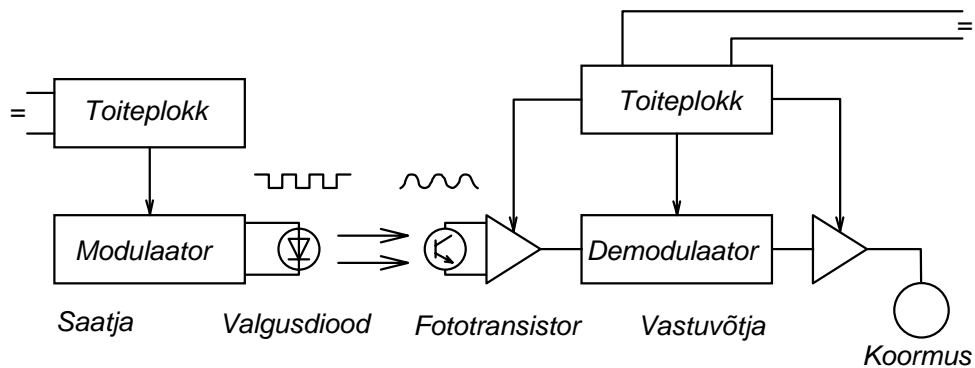 =
Toiteplokk
=
Toiteplokk
Modulaator
Demodulaator
Saatja
Valgusdiood
Fototransistor
Vastuvõtja
Koormus